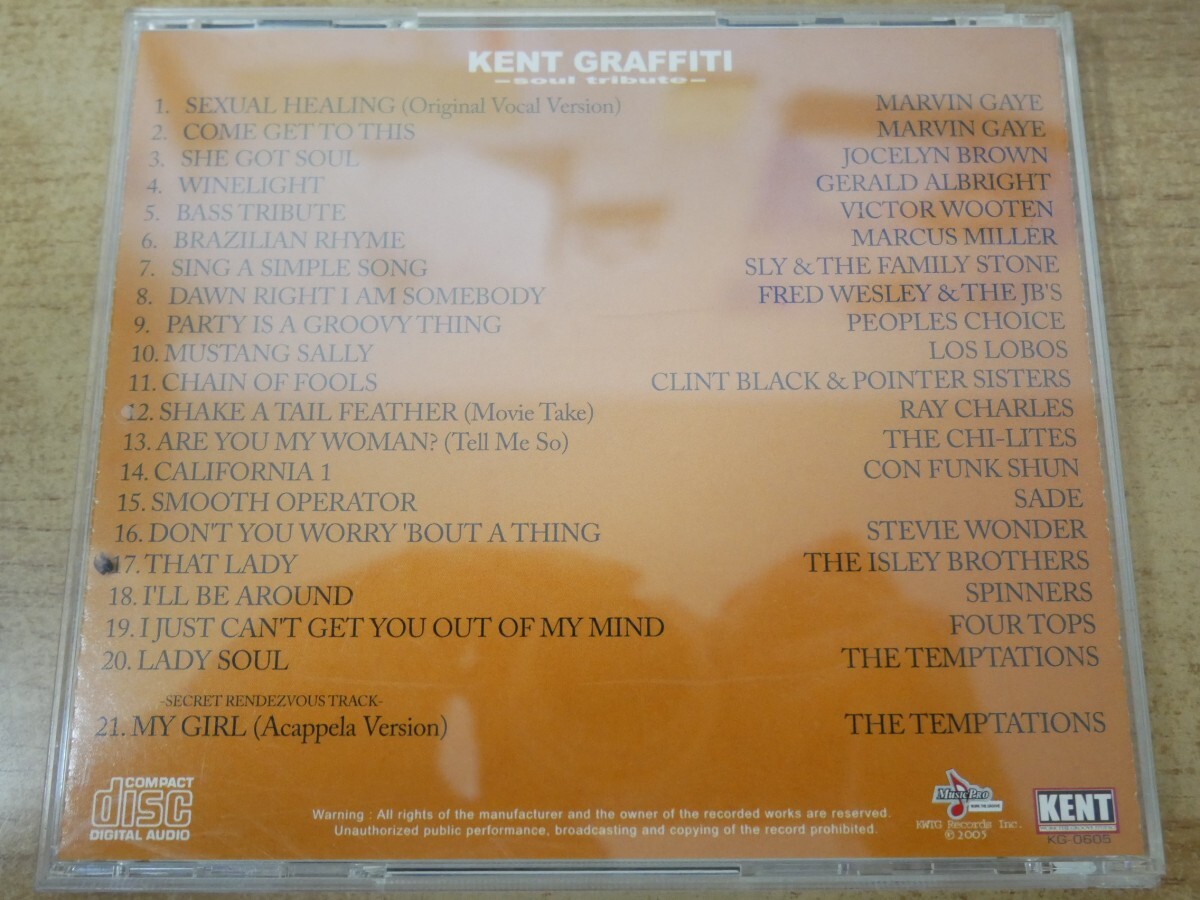 KENT GRAFFITI
-soul tribute-
1. SEXUAL HEALING (Original Vocal Version) MARVIN GAYE
2. COME GET TO THIS MARVIN GAYE
3. SHE GOT SOUL JOCELYN BROWN
4. WINELIGHT GERALD ALBRIGHT
5. BASS TRIBUTE VICTOR WOOTEN
6. BRAZILIAN RHYME MARCUS MILLER
7. SING A SIMPLE SONG SLY & THE FAMILY STONE
8. DAWN RIGHT I AM SOMEBODY FRED WESLEY & THE JB'S
9. PARTY IS A GROOVY THING PEOPLES CHOICE
10. MUSTANG SALLY LOS LOBOS
11. CHAIN OF FOOLS CLINT BLACK & POINTER SISTERS
12. SHAKE A TAIL FEATHER (Movie Take) RAY CHARLES
13. ARE YOU MY WOMAN? (Tell Me So) THE CHI-LITES
14. CALIFORNIA 1 CON FUNK SHUN
15. SMOOTH OPERATOR SADE
16. DON'T YOU WORRY 'BOUT A THING STEVIE WONDER
17. THAT LADY THE ISLEY BROTHERS
18. I'LL BE AROUND SPINNERS
19. I JUST CAN'T GET YOU OUT OF MY MIND FOUR TOPS
20. LADY SOUL THE TEMPTATIONS
-SECRET RENDEZVOUS TRACK-
21. MY GIRL (Acappela Version) THE TEMPTATIONS
COMPACT
disc
DIGITAL AUDIO
Warning : All rights of the manufacturer and the owner of the recorded works are reserved.
Unauthorized public performance, broadcasting and copying of the record prohibited.
MusicPro
KWTG Records Inc.
© 2005
KENT
KG-0605